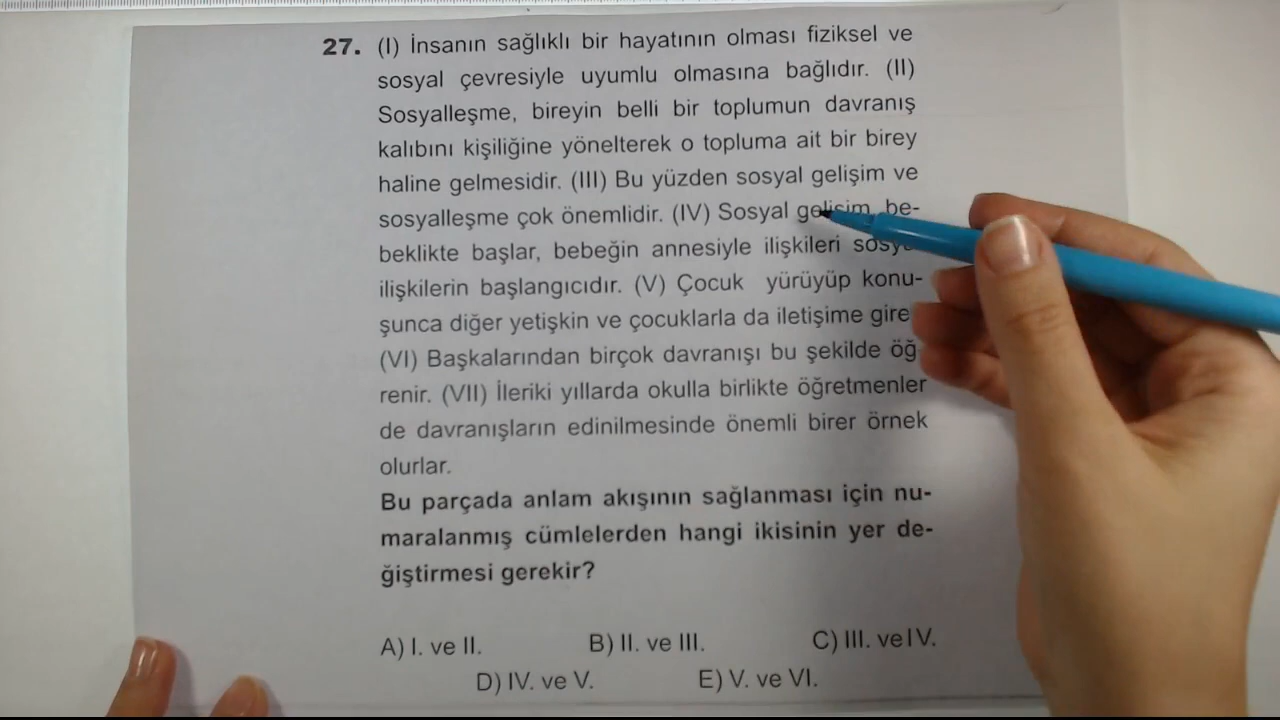 27. (I) İnsanın sağlıklı bir hayatının olması fiziksel ve
sosyal çevresiyle uyumlu olmasına bağlıdır. (II)
Sosyalleşme, bireyin belli bir toplumun davranış
kalıbını kişiliğine yönelterek o topluma ait bir birey
haline gelmesidir. (III) Bu yüzden sosyal gelişim ve
sosyalleşme çok önemlidir. (IV) Sosyal gelişim be-
beklikte başlar, bebeğin annesiyle ilişkileri
ilişkilerin başlangıcıdır. (V) Çocuk yürüyüp konu-
şunca diğer yetişkin ve çocuklarla da iletişime
(VI) Başkalarından birçok davranışı bu şekilde öğ
renir. (VII) İleriki yıllarda okulla birlikte öğretmenler
de davranışların edinilmesinde önemli birer örnek
olurlar.
Bu parçada anlam akışının sağlanması için nu-
maralanmış cümlelerden hangi ikisinin yer de-
ğiştirmesi gerekir?
A) I. ve II. B) II. ve III. C) III. veIV.
D) IV. ve V. E) V. ve VI.